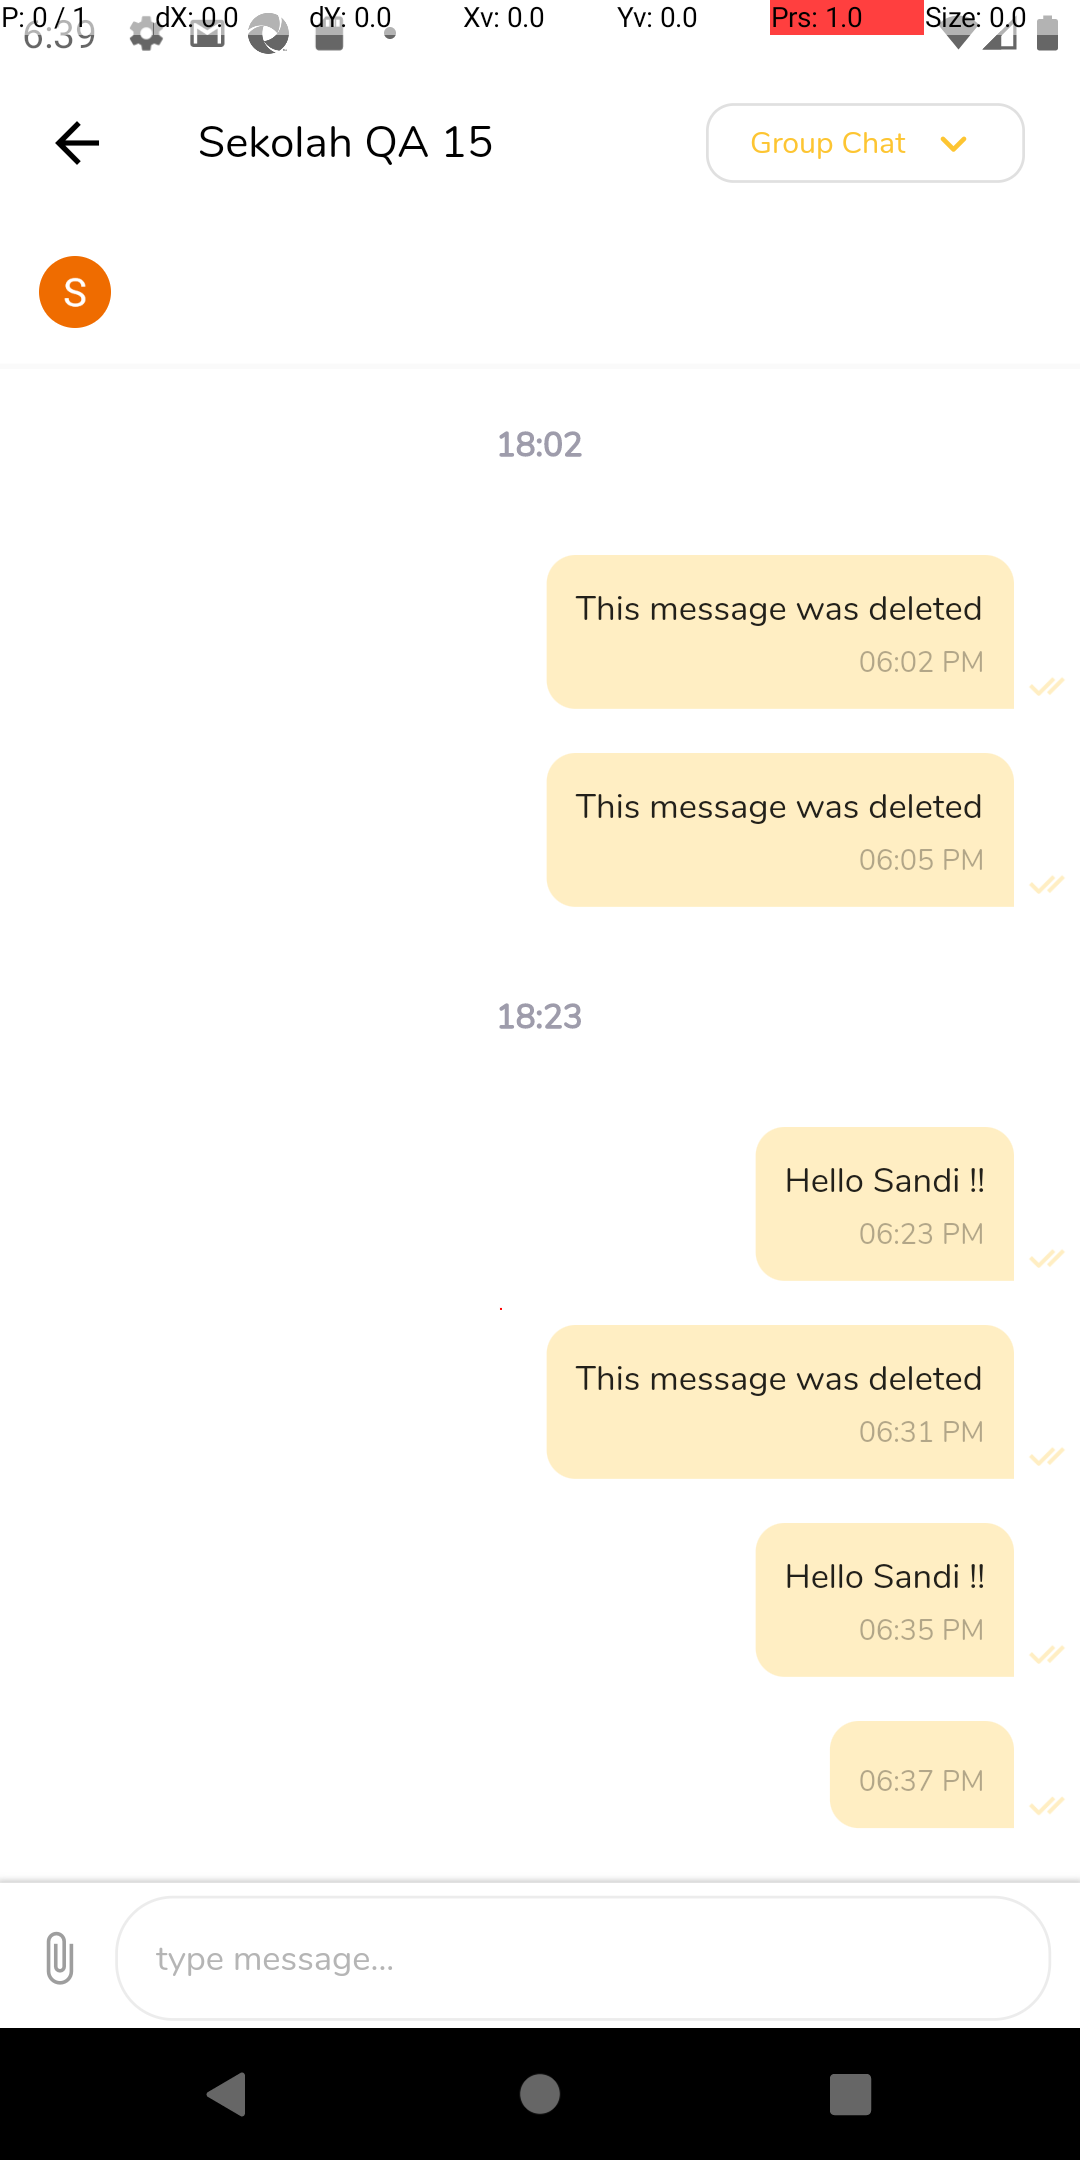 P: 0 / 1 dX: 0.0 dY: 0.0 Xv: 0.0 Yv: 0.0 Prs: 1.0 Size: 0.0
6:39
Sekolah QA 15 Group Chat
S
18:02
This message was deleted
06:02 PM
This message was deleted
06:05 PM
18:23
Hello Sandi !!
06:23 PM
This message was deleted
06:31 PM
Hello Sandi !!
06:35 PM
06:37 PM
type message...